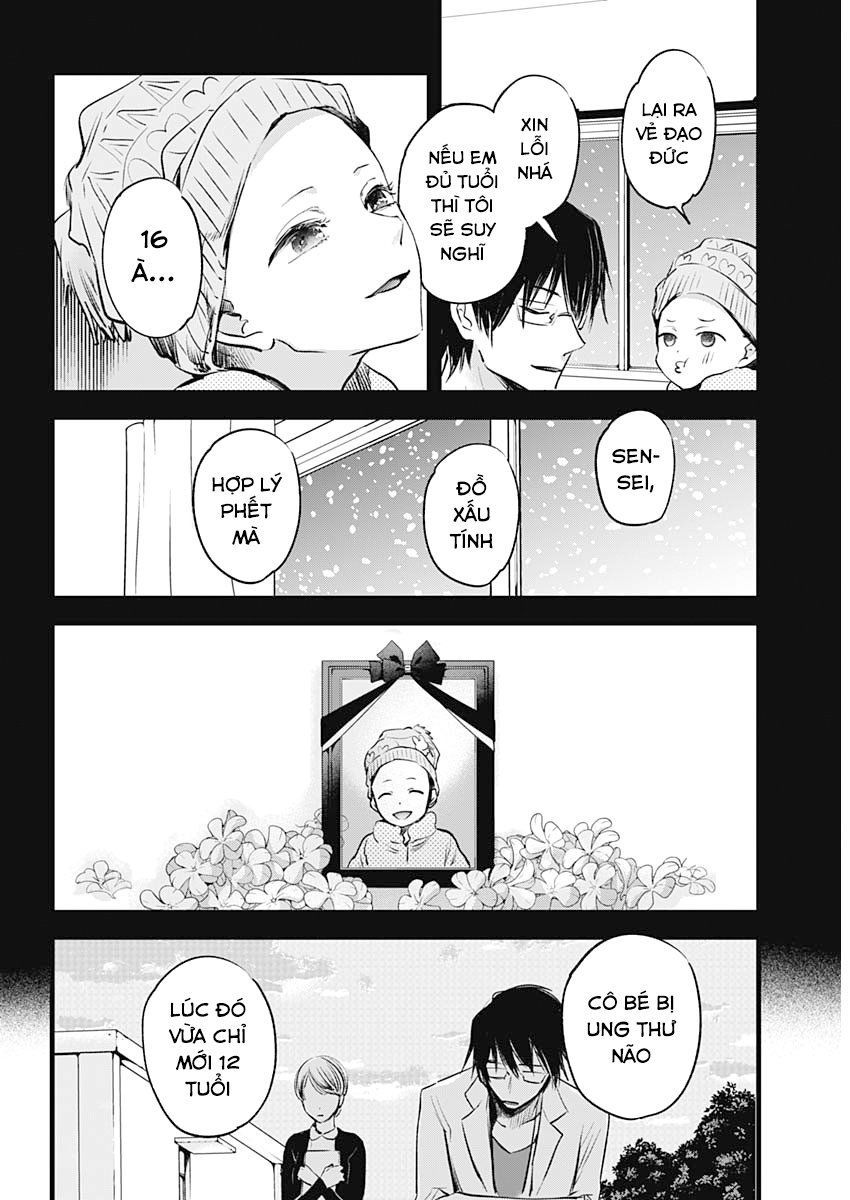 LẠI RA
VẺ ĐẠO
ĐỨC
XIN
LỖI
NHÁ
NẾU EM
ĐỦ TUỔI
THÌ TÔI
SẼ SUY
NGHĨ
16
À...
SEN-
SEI,
ĐỒ
XẤU
TÍNH
HỢP LÝ
PHẾT
MÀ
CÔ BÉ BỊ
UNG THƯ
NÃO
LÚC ĐÓ
VỪA CHỈ
MỚI 12
TUỔI